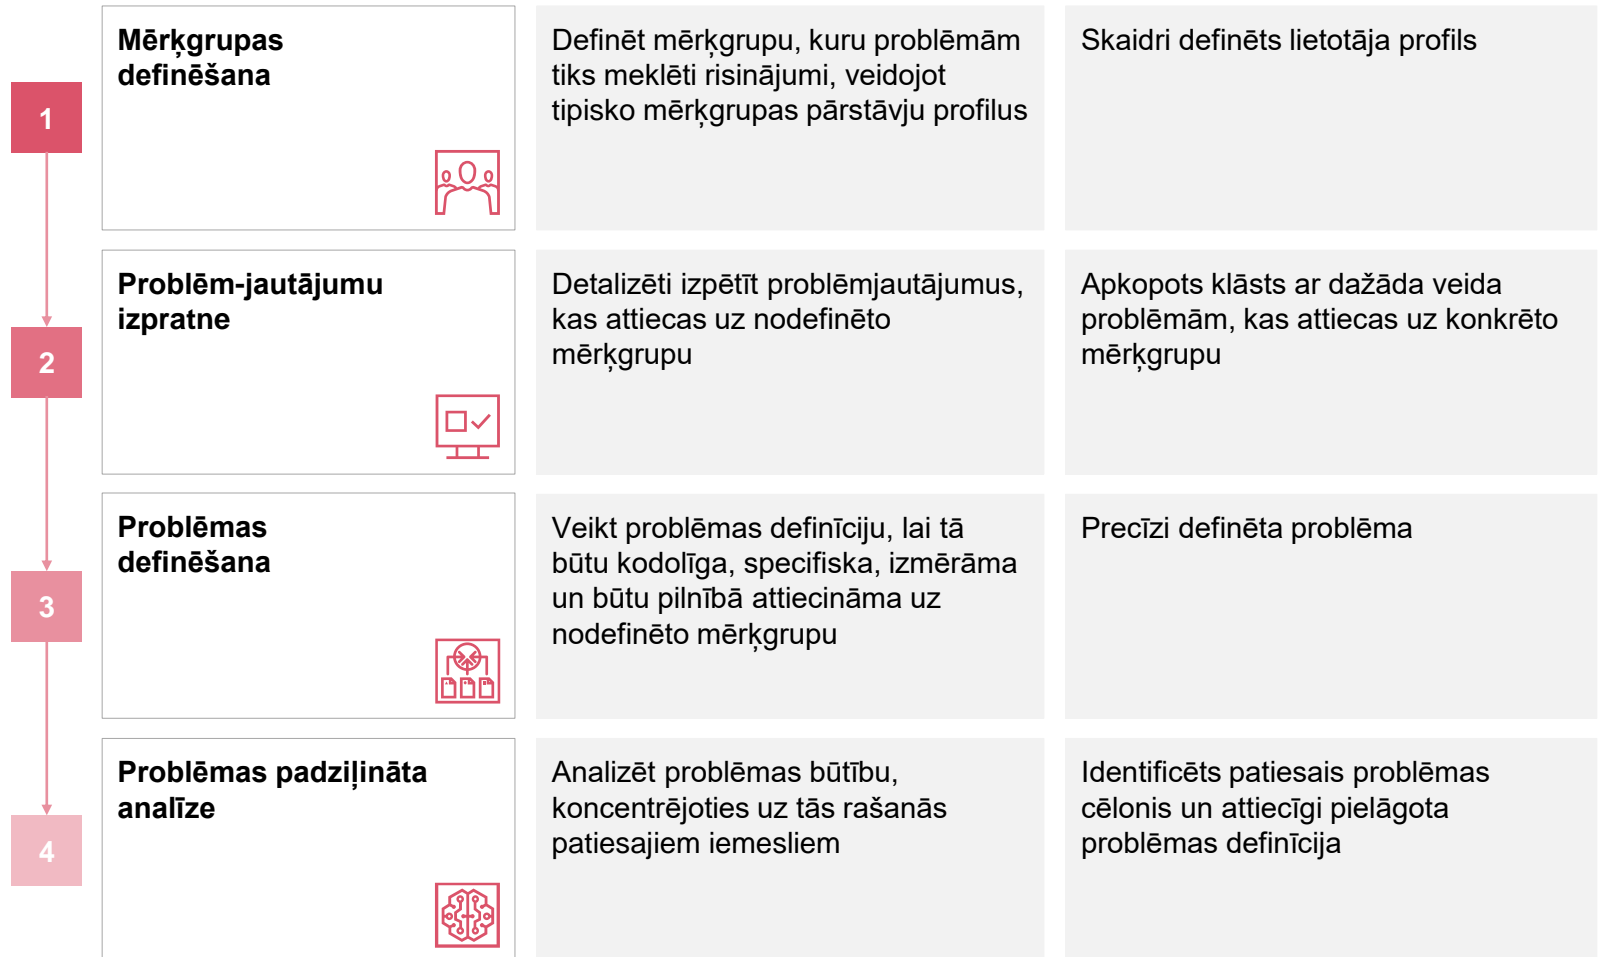 1
Mērķgrupas
definēšana
Definēt mērķgrupu, kuru problēmām
tiks meklēti risinājumi, veidojot
tipisko mērķgrupas pārstāvju profilus
Skaidri definēts lietotāja profils
2
Problēm-jautājumu
izpratne
Detalizēti izpētīt problēmjautājumus,
kas attiecas uz nodefinēto
mērķgrupu
Apkopots klāsts ar dažāda veida
problēmām, kas attiecas uz konkrēto
mērķgrupu
3
Problēmas
definēšana
Veikt problēmas definīciju, lai tā
būtu kodolīga, specifiska, izmērāma
un būtu pilnībā attiecināma uz
nodefinēto mērķgrupu
Precīzi definēta problēma
4
Problēmas padziļināta
analīze
Analizēt problēmas būtību,
koncentrējoties uz tās rašanās
patiesajiem iemesliem
Identificēts patiesais problēmas
cēlonis un attiecīgi pielāgota
problēmas definīcija